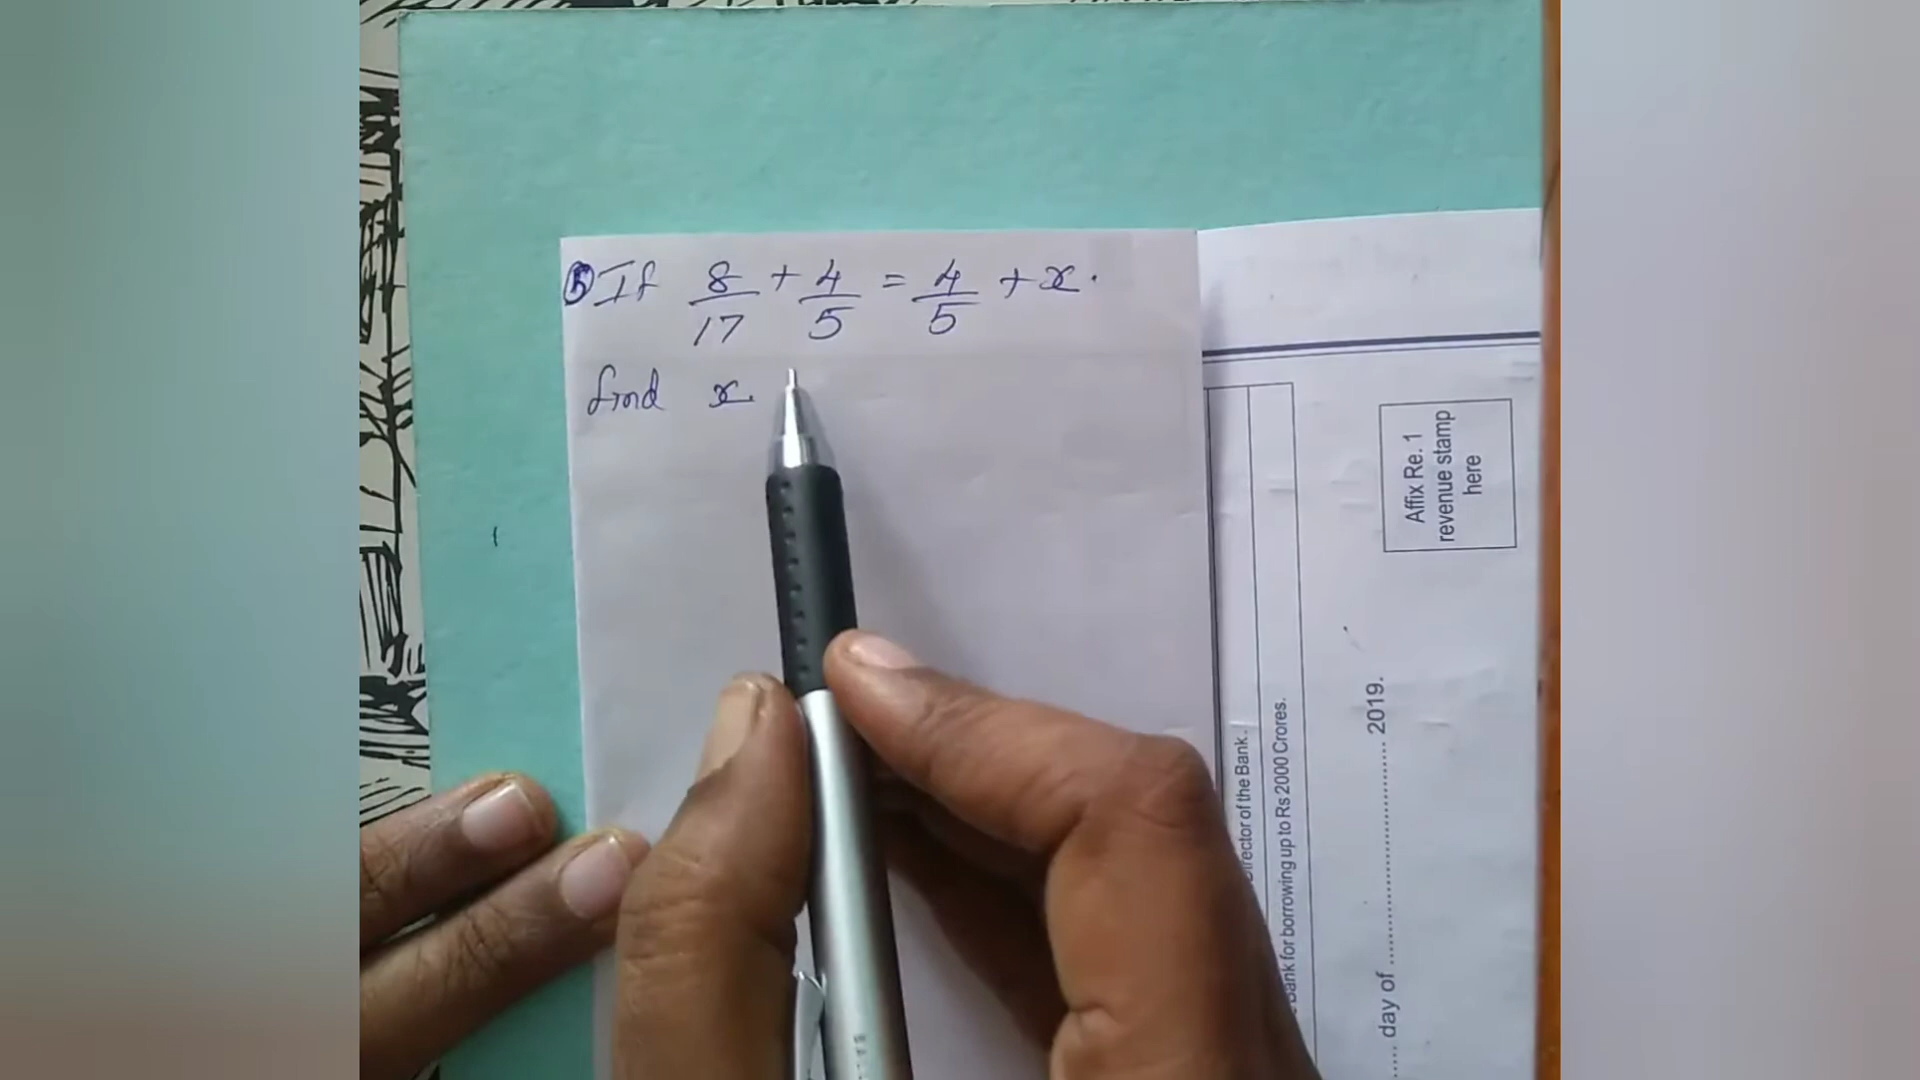 ⑤ If 8/17 + 4/5 = 4/5 + x.
find x.
Affix Re. 1
revenue stamp
here
Director of the Bank.
Bank for borrowing up to Rs 2000 Crores.
..... day of ........................... 2019.